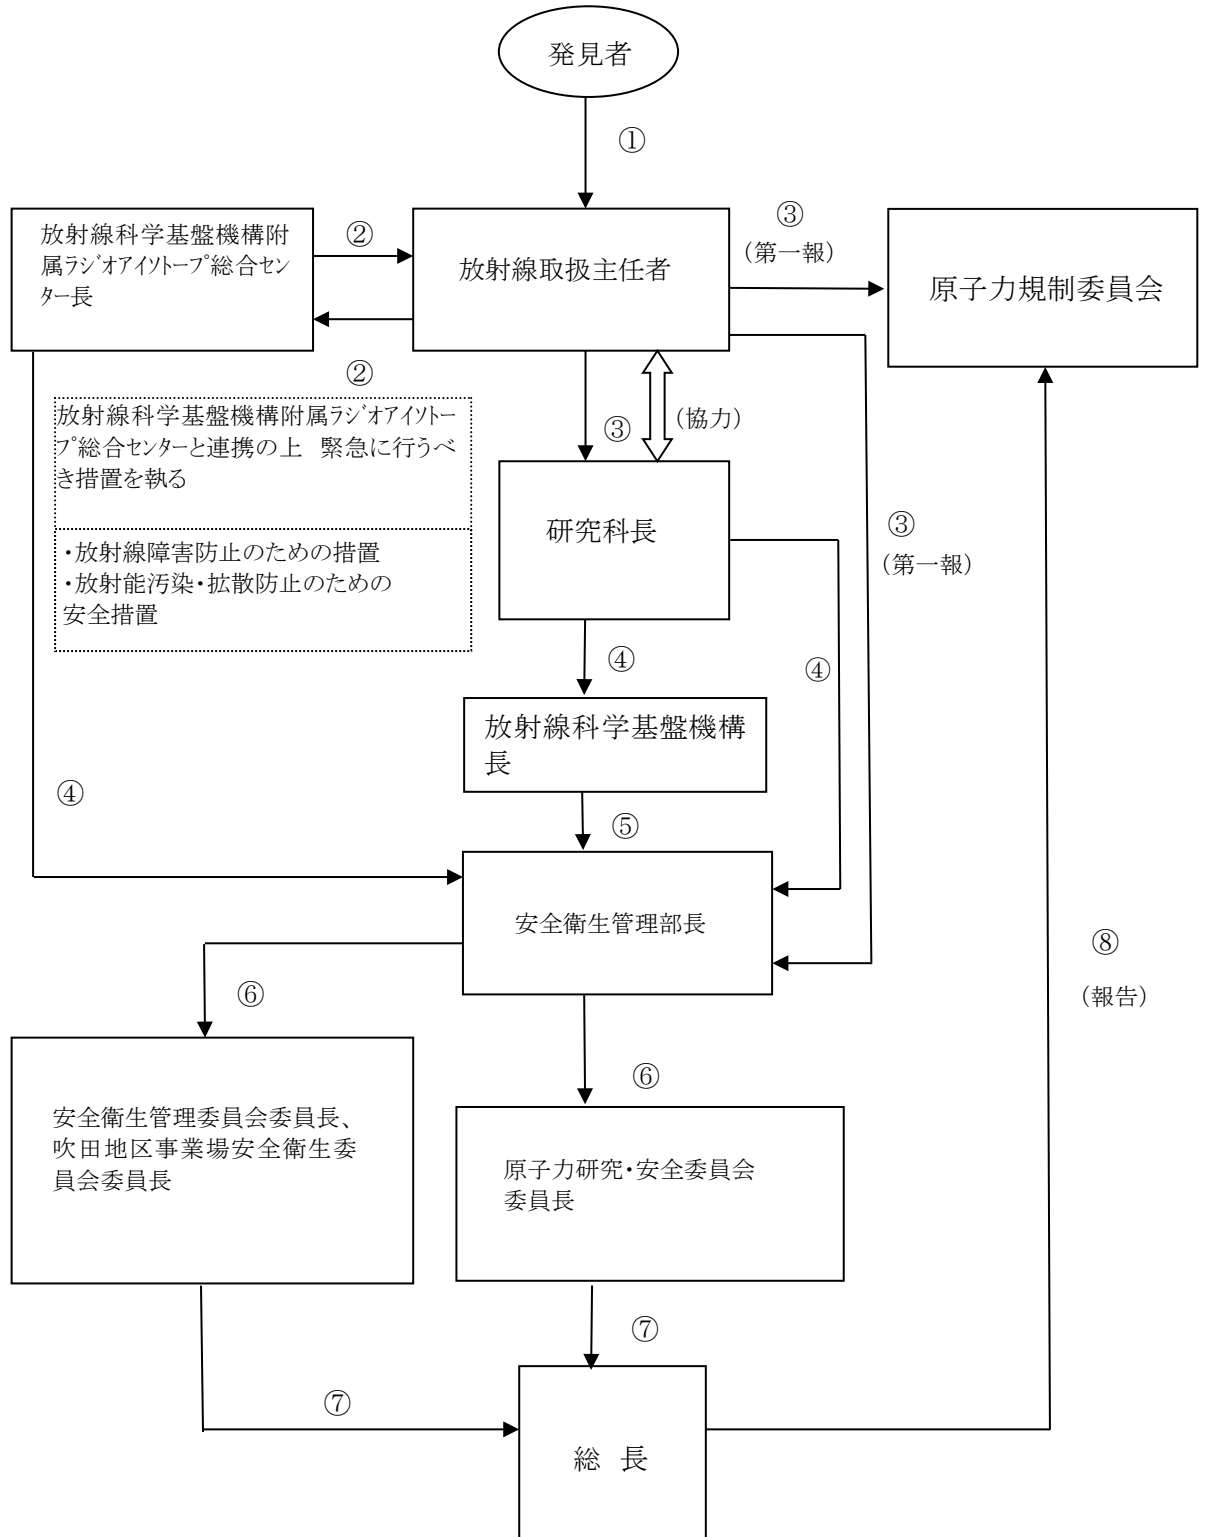 発見者
①
放射線科学基盤機構附
属ラジオアイソトープ総合セン
ター長
②
放射線取扱主任者
③
(第一報)
原子力規制委員会
②
放射線科学基盤機構附属ラジオアイソトー
プ総合センターと連携の上 緊急に行うべ
き措置を執る
・放射線障害防止のための措置
・放射能汚染・拡散防止のための
安全措置
③
(協力)
研究科長
③
(第一報)
④
④
放射線科学基盤機構
長
④
⑤
安全衛生管理部長
⑧
(報告)
⑥
⑥
安全衛生管理委員会委員長、
吹田地区事業場安全衛生委
員会委員長
原子力研究・安全委員会
委員長
⑦
⑦
総 長